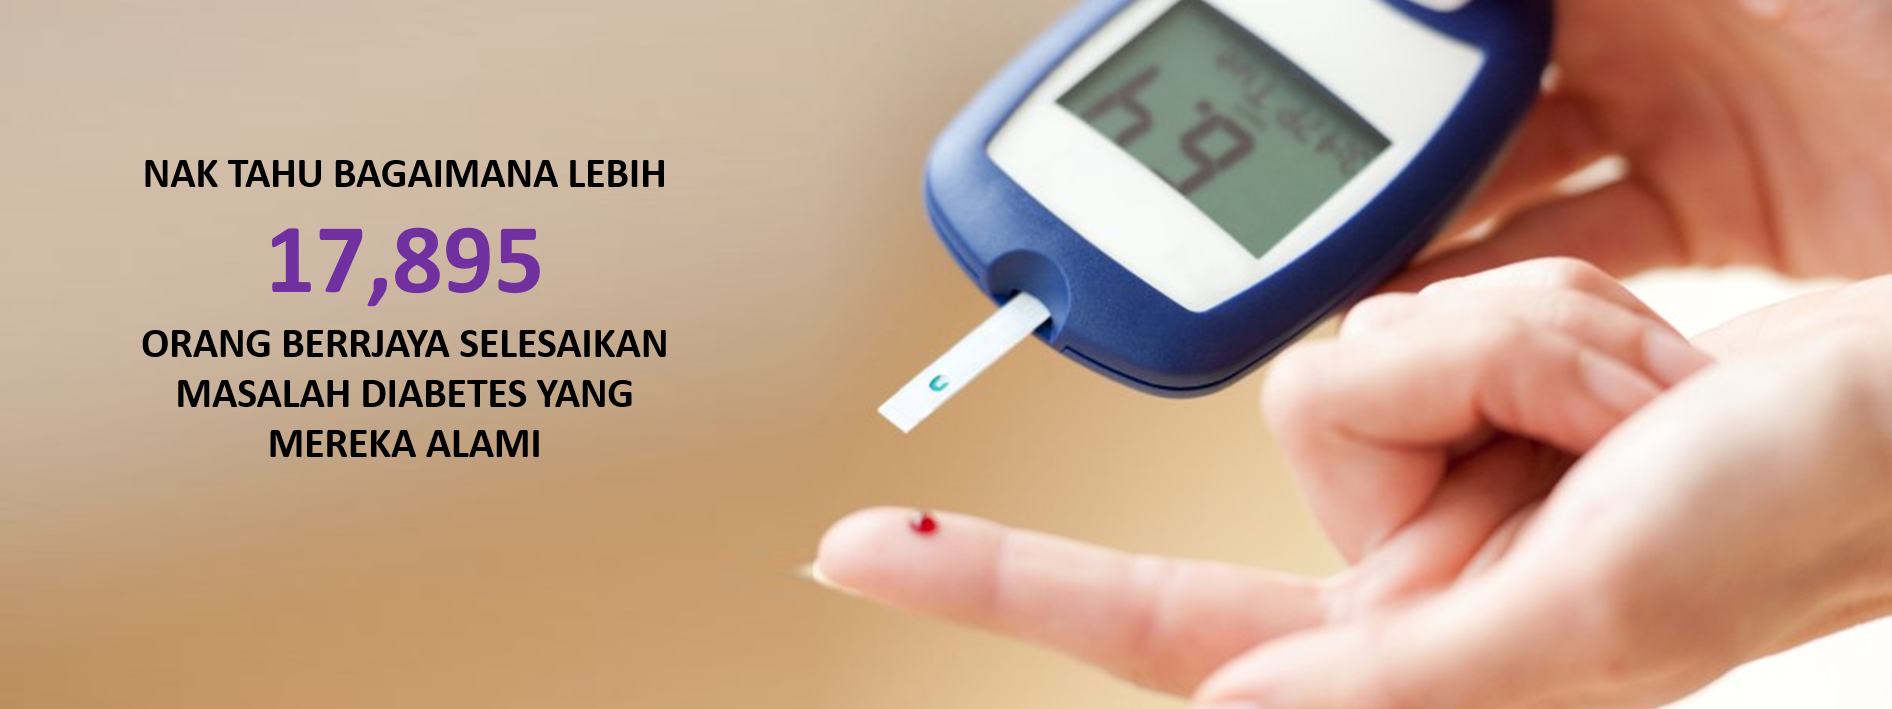 NAK TAHU BAGAIMANA LEBIH
17,895
ORANG BERRJAYA SELESAIKAN
MASALAH DIABETES YANG
MEREKA ALAMI